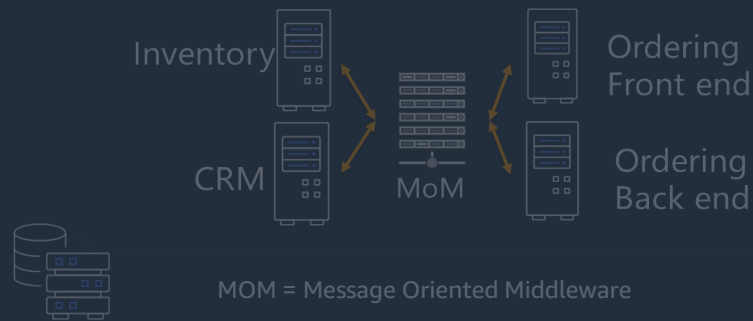 Inventory
Ordering
Front end
CRM
MoM
Ordering
Back end
MOM = Message Oriented Middleware